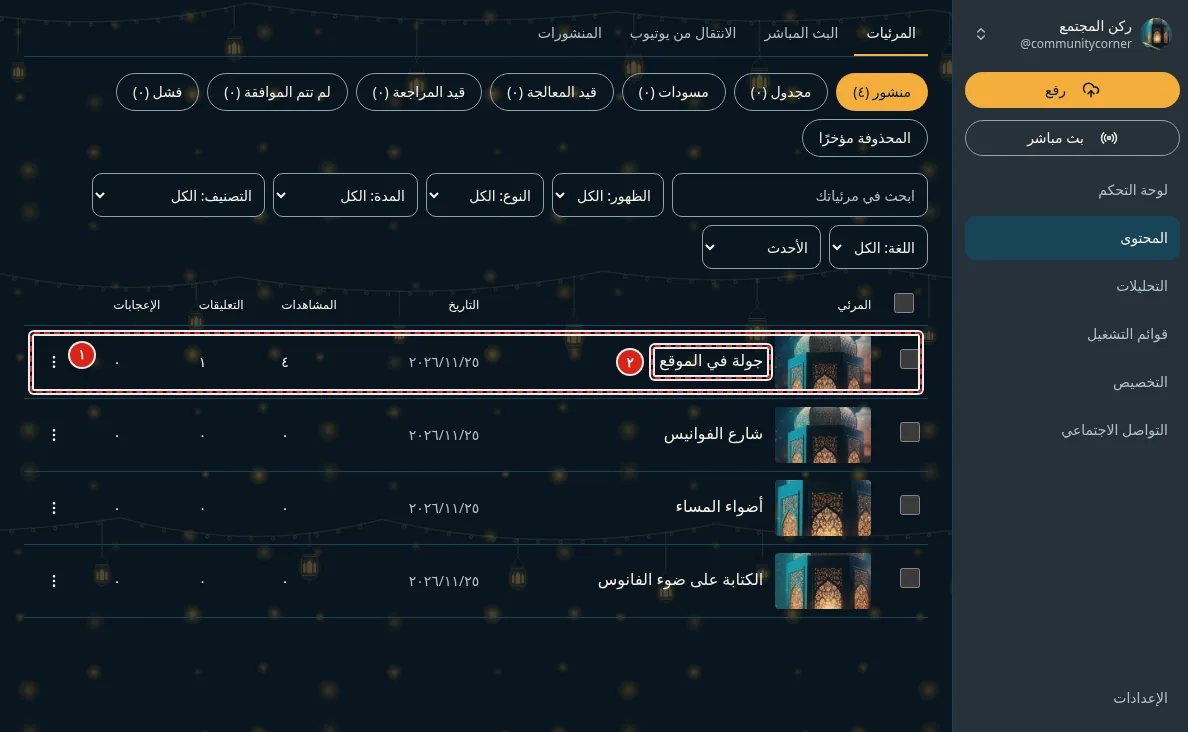 ركن المجتمع
@communitycorner
رفع
بث مباشر
لوحة التحكم
المحتوى
التحليلات
قوائم التشغيل
التخصيص
التواصل الاجتماعي
الإعدادات
المرئيات البث المباشر الانتقال من يوتيوب المنشورات
منشور (٤) مجدول (٠) مسودات (٠) قيد المعالجة (٠) قيد المراجعة (٠) لم تتم الموافقة (٠) فشل (٠)
المحذوفة مؤخرًا
ابحث في مرئياتك الظهور: الكل النوع: الكل المدة: الكل التصنيف: الكل
اللغة: الكل الأحدث
المرئي التاريخ المشاهدات التعليقات الإعجابات
جولة في الموقع ٢ ٢٠٢٦/١١/٢٥ ٤ ١ ٠ ١
شارع الفوانيس ٢٠٢٦/١١/٢٥ ٠ ٠ ٠
أضواء المساء ٢٠٢٦/١١/٢٥ ٠ ٠ ٠
الكتابة على ضوء الفانوس ٢٠٢٦/١١/٢٥ ٠ ٠ ٠